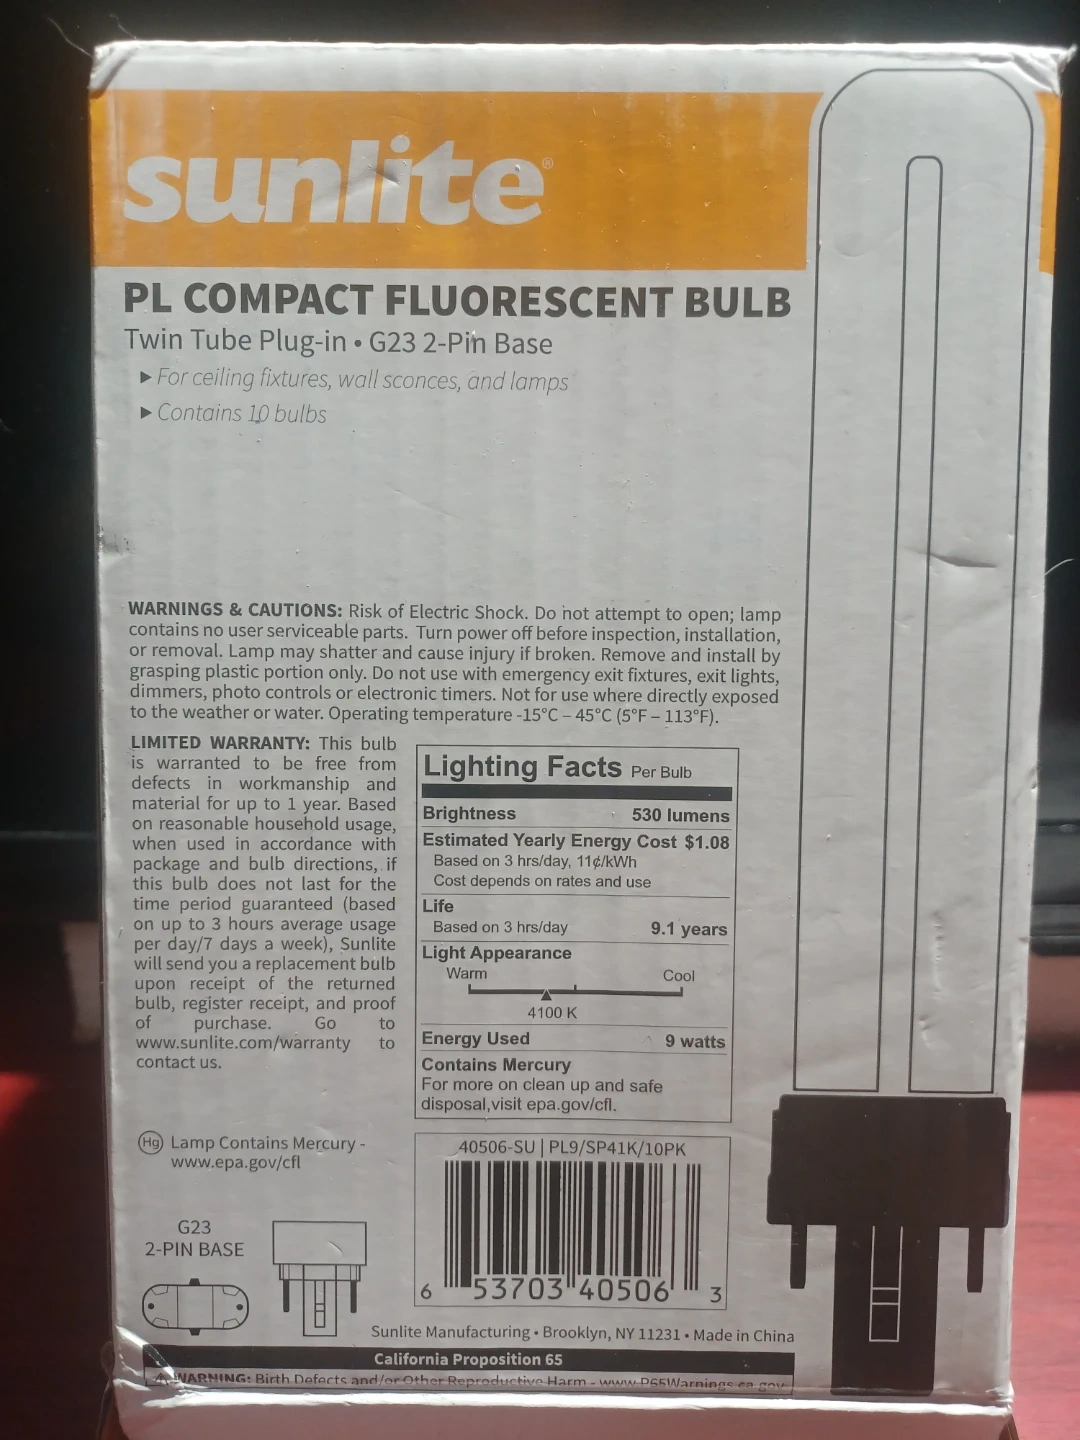 sunlite®
PL COMPACT FLUORESCENT BULB
Twin Tube Plug-in • G23 2-Pin Base
▶ For ceiling fixtures, wall sconces, and lamps
▶ Contains 10 bulbs
WARNINGS & CAUTIONS: Risk of Electric Shock. Do not attempt to open; lamp
contains no user serviceable parts. Turn power off before inspection, installation,
or removal. Lamp may shatter and cause injury if broken. Remove and install by
grasping plastic portion only. Do not use with emergency exit fixtures, exit lights,
dimmers, photo controls or electronic timers. Not for use where directly exposed
to the weather or water. Operating temperature -15°C – 45°C (5°F – 113°F).
LIMITED WARRANTY: This bulb
is warranted to be free from
defects in workmanship and
material for up to 1 year. Based
on reasonable household usage,
when used in accordance with
package and bulb directions, if
this bulb does not last for the
time period guaranteed (based
on up to 3 hours average usage
per day/7 days a week), Sunlite
will send you a replacement bulb
upon receipt of the returned
bulb, register receipt, and proof
of purchase. Go to
www.sunlite.com/warranty to
contact us.
Lighting Facts Per Bulb
Brightness 530 lumens
Estimated Yearly Energy Cost $1.08
Based on 3 hrs/day, 11¢/kWh
Cost depends on rates and use
Life
Based on 3 hrs/day 9.1 years
Light Appearance
Warm Cool
4100 K
Energy Used 9 watts
Contains Mercury
For more on clean up and safe
disposal,visit epa.gov/cfl.
Hg Lamp Contains Mercury -
www.epa.gov/cfl
G23
2-PIN BASE
40506-SU | PL9/SP41K/10PK
6 53703 40506 3
Sunlite Manufacturing • Brooklyn, NY 11231 • Made in China
California Proposition 65
⚠ WARNING: Birth Defects and/or Other Reproductive Harm - www.P65Warnings.ca.gov